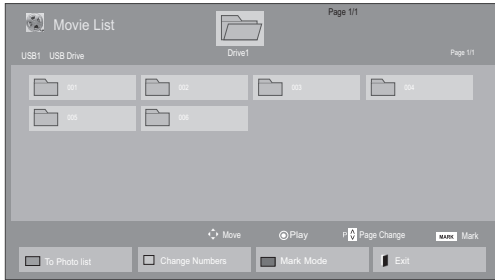 Page 1/1
Movie List
USB1 USB Drive
Drive1
Page 1/1
001 002 003 004
005 006
Move Play P Page Change MARK Mark
To Photo list Change Numbers Mark Mode Exit